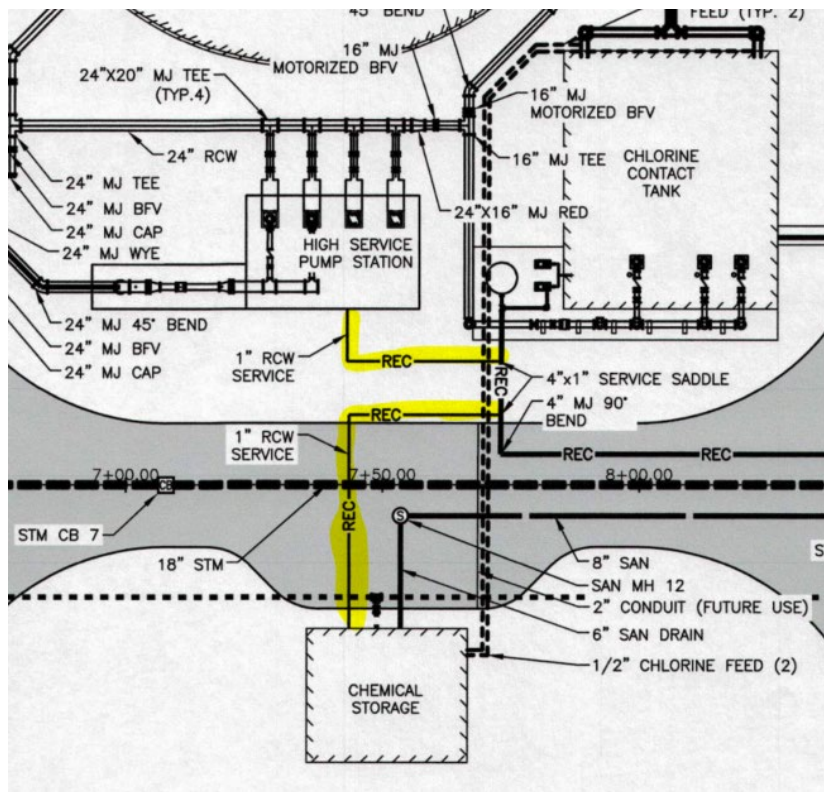 45° BEND
FEED (TYP. 2)
16" MJ
MOTORIZED BFV
24"X20" MJ TEE
(TYP.4)
16" MJ
MOTORIZED BFV
24" RCW
16" MJ TEE
CHLORINE
CONTACT
TANK
24" MJ TEE
24" MJ BFV
24" MJ CAP
24" MJ WYE
24"X16" MJ RED
HIGH SERVICE
PUMP STATION
24" MJ 45° BEND
24" MJ BFV
24" MJ CAP
1" RCW
SERVICE
REC
REC
4"x1" SERVICE SADDLE
4" MJ 90°
BEND
REC
1" RCW
SERVICE
REC
REC
7+00.00
7+50.00
8+00.00
CB
REC
S
STM CB 7
18" STM
8" SAN
SAN MH 12
2" CONDUIT (FUTURE USE)
6" SAN DRAIN
1/2" CHLORINE FEED (2)
CHEMICAL
STORAGE